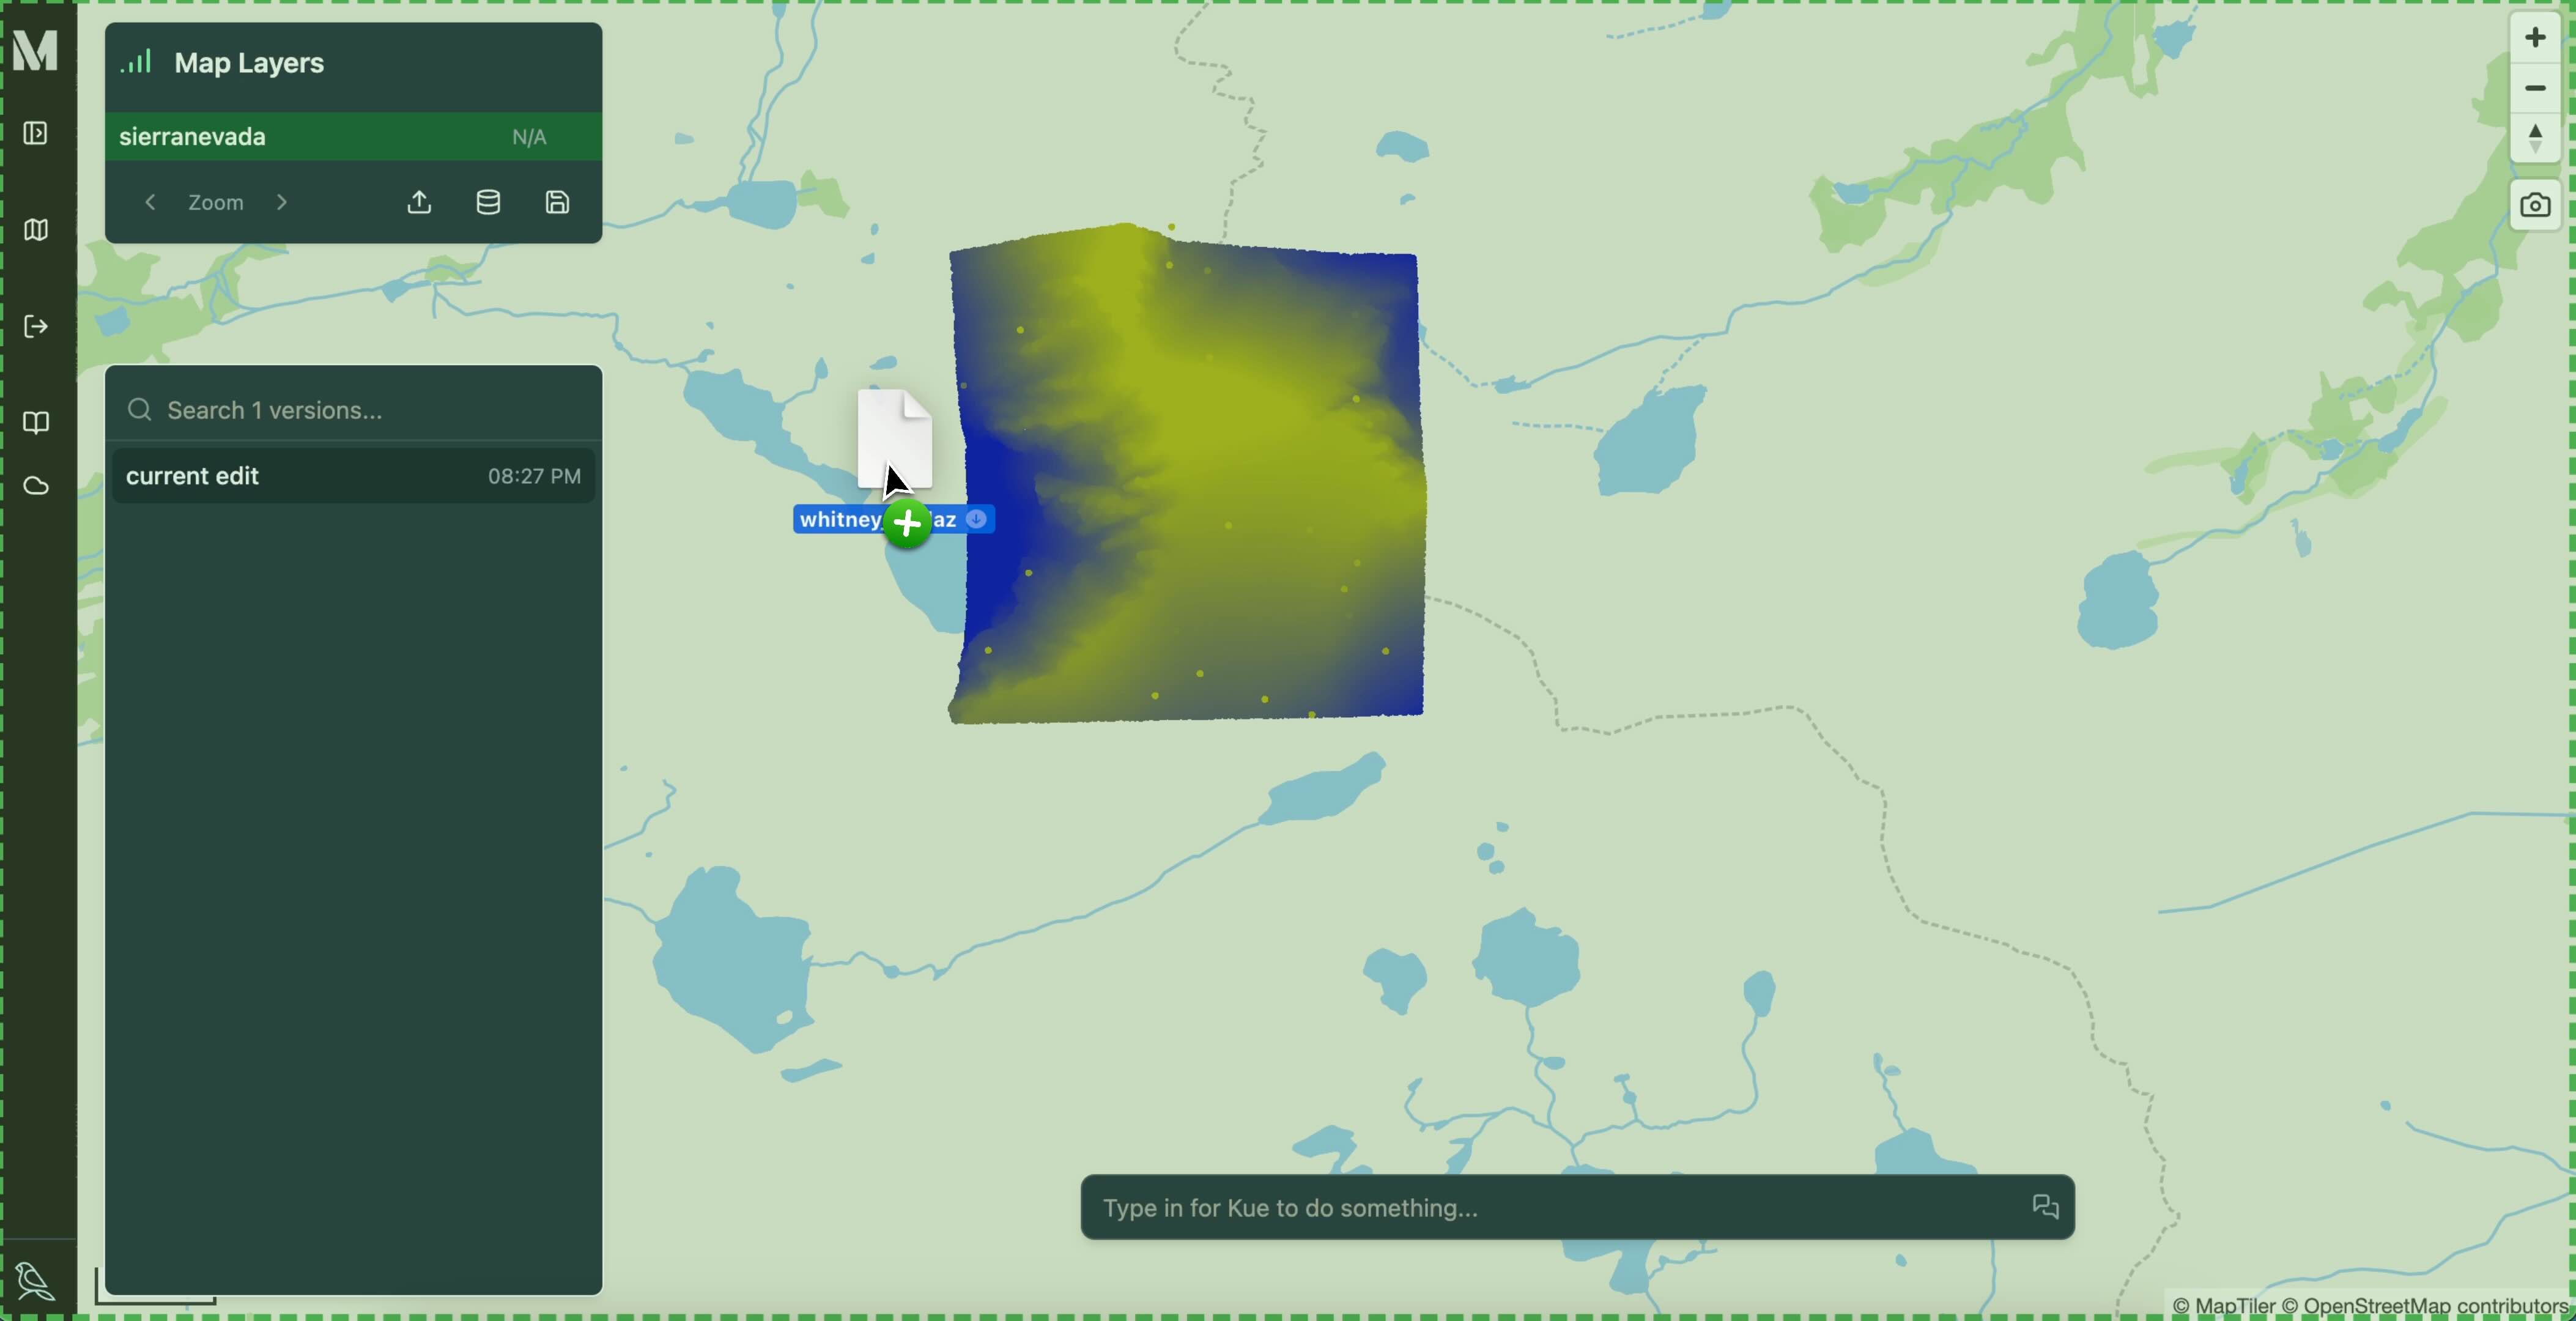 M
Map Layers
sierranevada N/A
Zoom
Search 1 versions...
current edit 08:27 PM
whitney az
Type in for Kue to do something...
© MapTiler © OpenStreetMap contributors